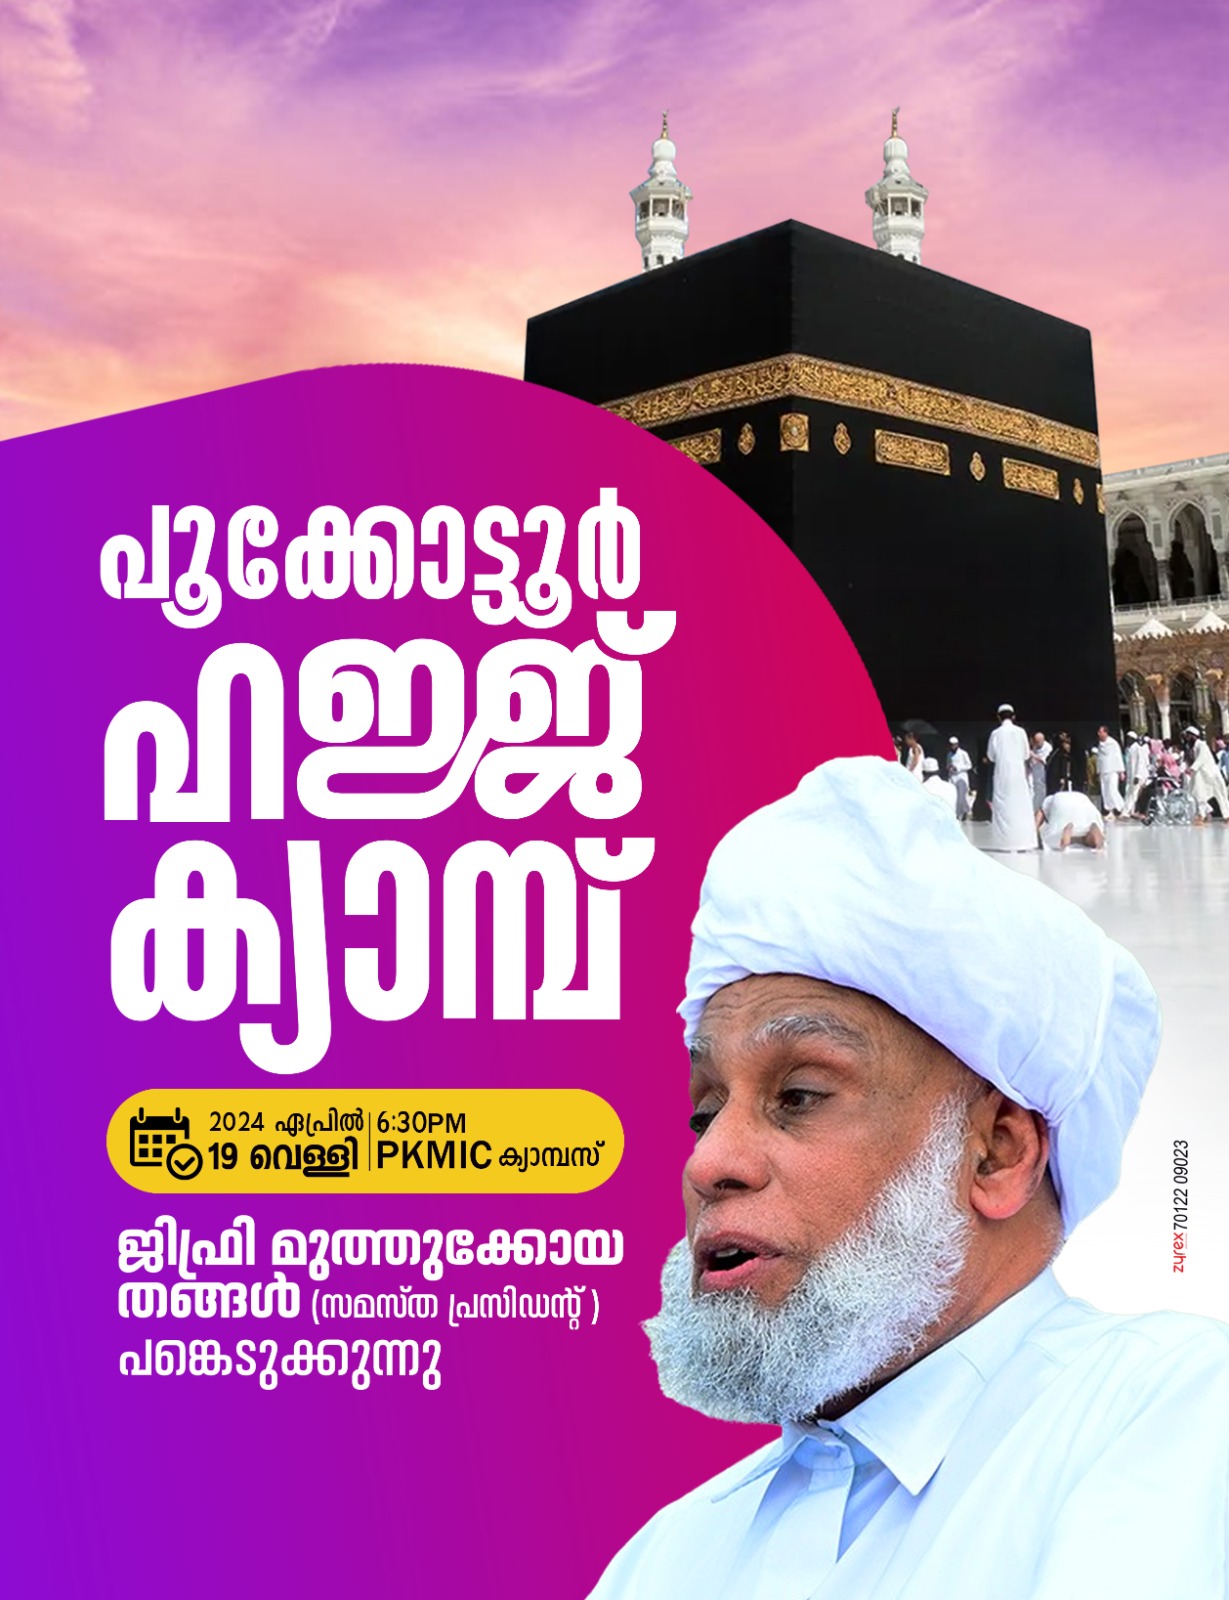 പൂക്കോട്ടൂർ
ഹജ്ജ്
ക്യാമ്പ്
2024 ഏപ്രിൽ
19 വെള്ളി
6:30PM
PKMIC ക്യാമ്പസ്
ജിഫ്രി മുത്തുക്കോയ
തങ്ങൾ (സമസ്ത പ്രസിഡന്റ് )
പങ്കെടുക്കുന്നു
zyrex 70122 09023